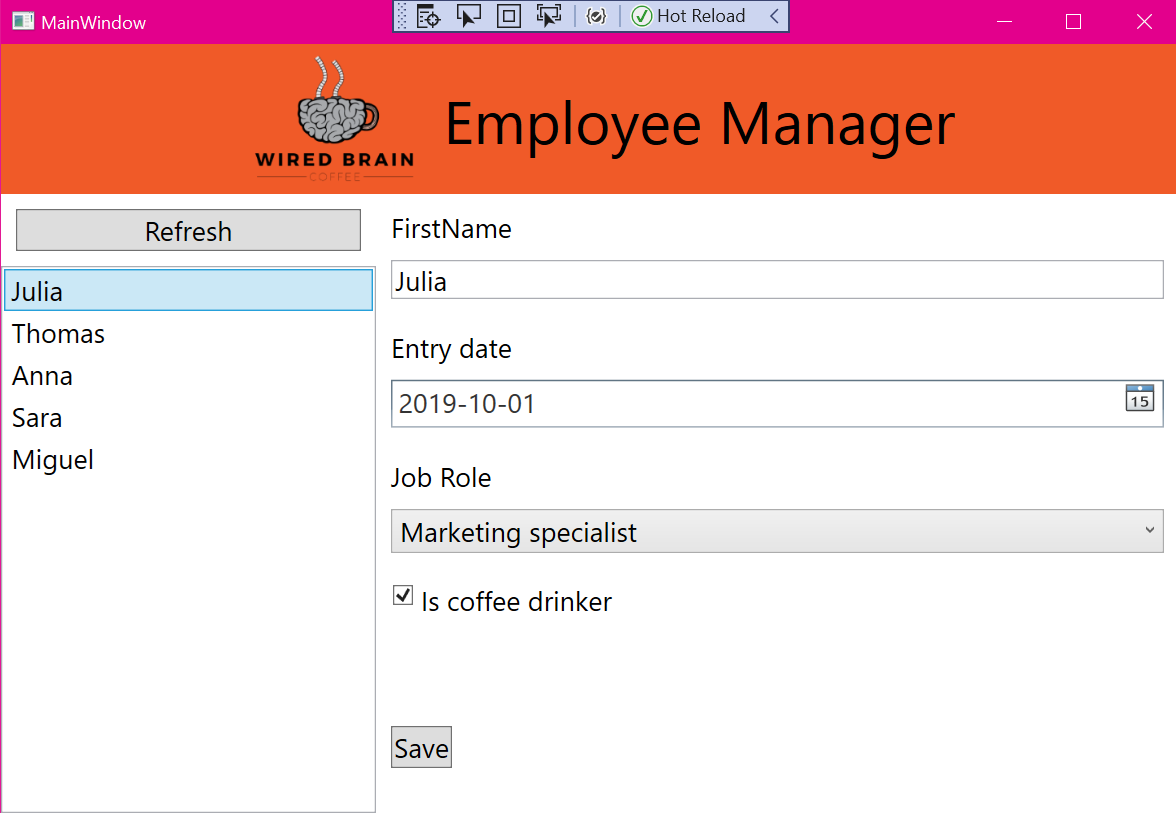 MainWindow
Hot Reload
WIRED BRAIN
COFFEE
Employee Manager
Refresh
Julia
Thomas
Anna
Sara
Miguel
FirstName
Julia
Entry date
2019-10-01
15
Job Role
Marketing specialist
Is coffee drinker
Save